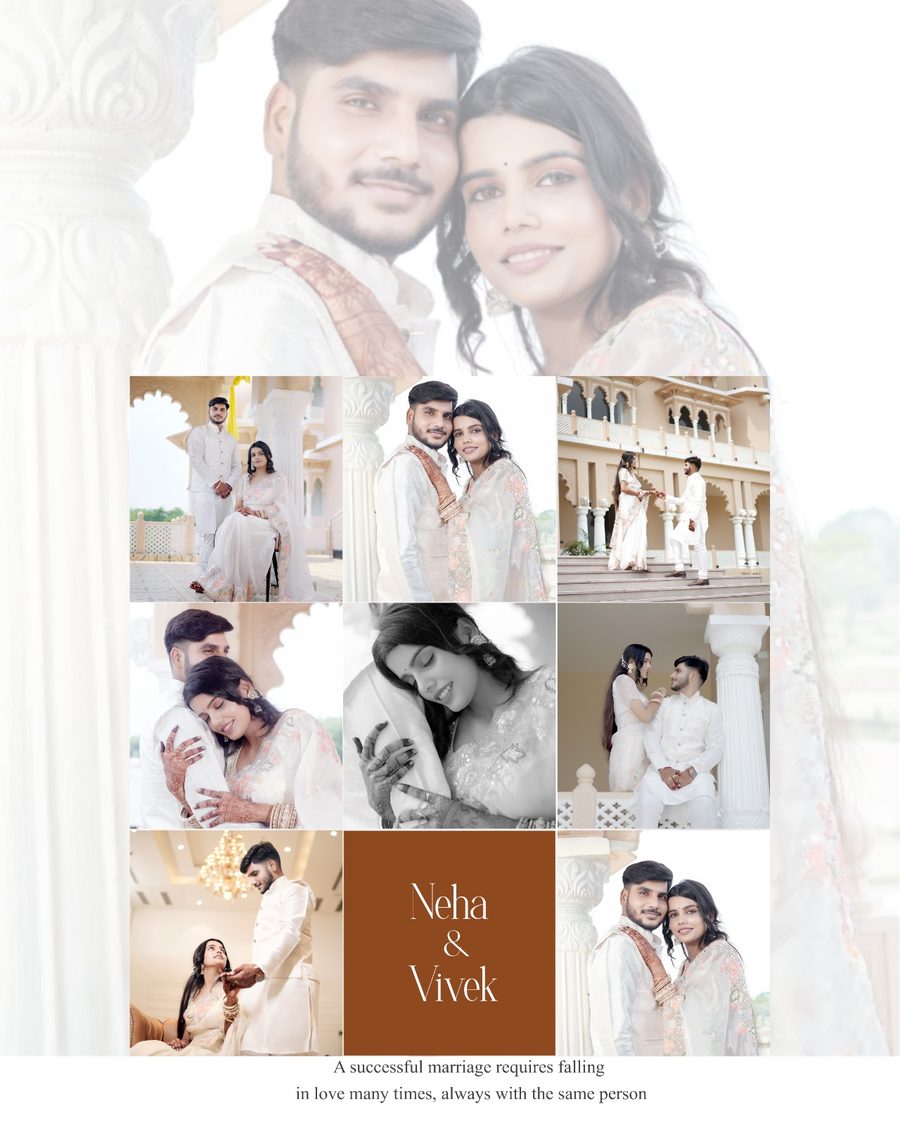 Neha
&
Vivek
A successful marriage requires falling
in love many times, always with the same person